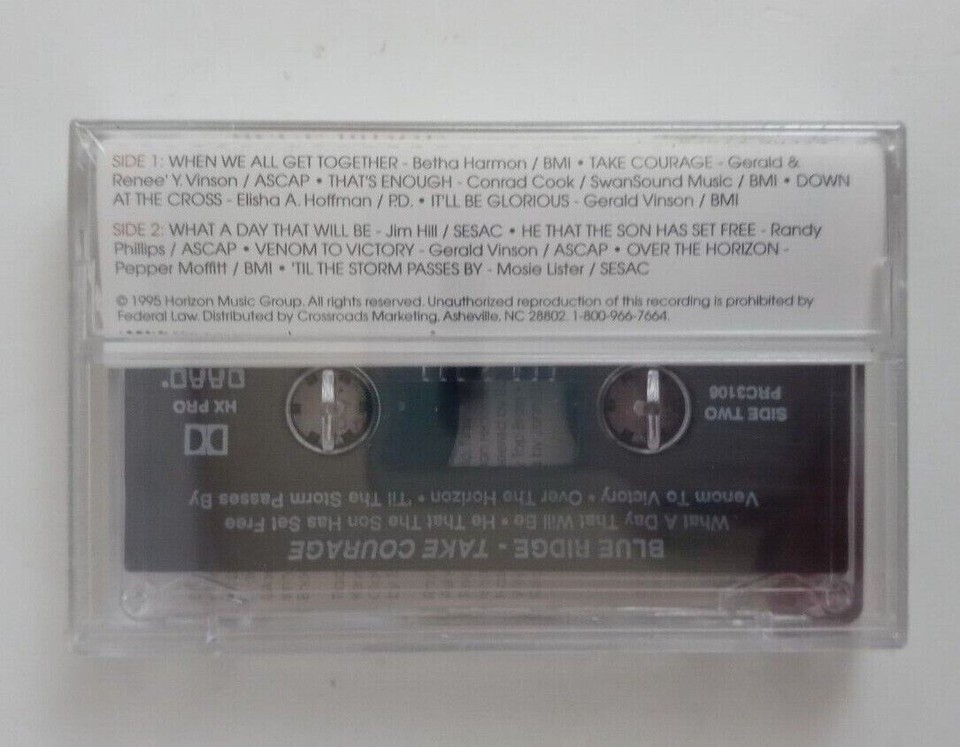 SIDE 1: WHEN WE ALL GET TOGETHER - Betha Harmon / BMI • TAKE COURAGE - Gerald &
Renee' Y. Vinson / ASCAP • THAT'S ENOUGH - Conrad Cook / SwanSound Music / BMI • DOWN
AT THE CROSS - Elisha A. Hoffman / P.D. • IT'LL BE GLORIOUS - Gerald Vinson / BMI
SIDE 2: WHAT A DAY THAT WILL BE - Jim Hill / SESAC • HE THAT THE SON HAS SET FREE - Randy
Phillips / ASCAP • VENOM TO VICTORY - Gerald Vinson / ASCAP • OVER THE HORIZON -
Pepper Moffitt / BMI • 'TIL THE STORM PASSES BY - Mosie Lister / SESAC
© 1995 Horizon Music Group. All rights reserved. Unauthorized reproduction of this recording is prohibited by
Federal Law. Distributed by Crossroads Marketing, Asheville, NC 28802. 1-800-966-7664.
BLUE RIDGE • TAKE COURAGE
What A Day That Will Be • He That The Son Has Set Free
Venom To Victory • Over The Horizon • 'Til The Storm Passes By
SIDE TWO
PRC3106
HX PRO